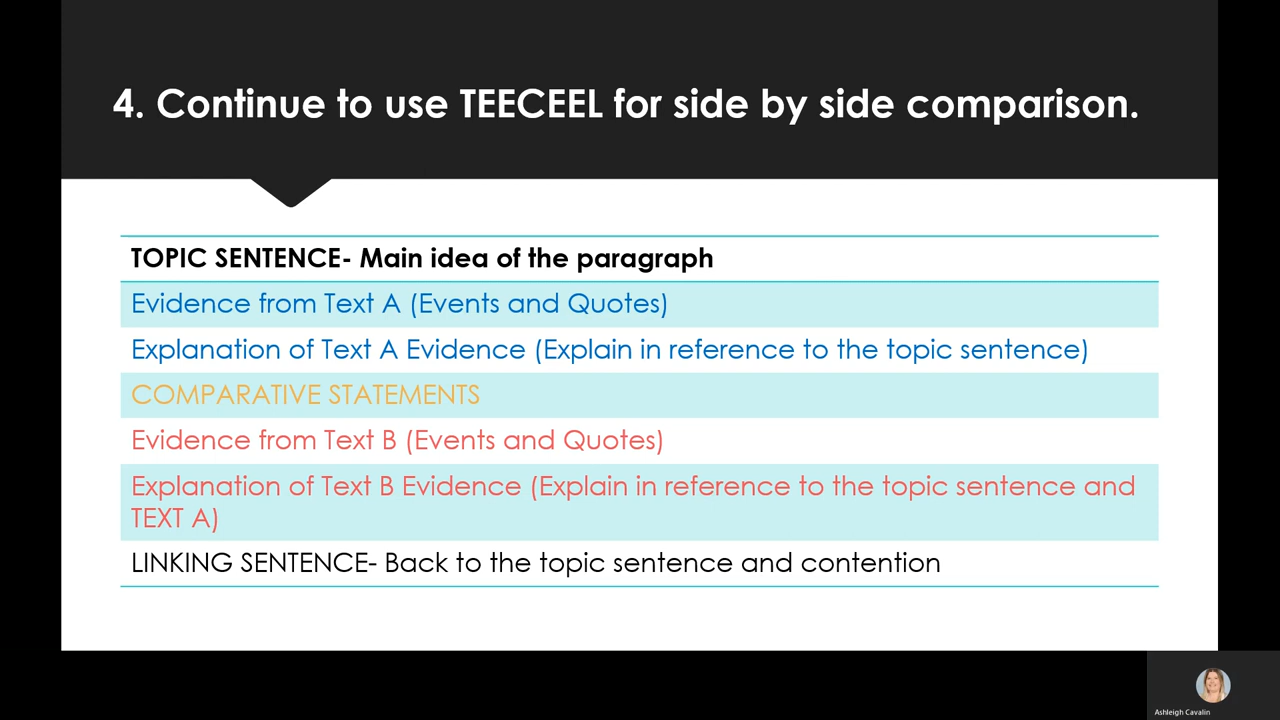 4. Continue to use TEECEEL for side by side comparison.
TOPIC SENTENCE- Main idea of the paragraph
Evidence from Text A (Events and Quotes)
Explanation of Text A Evidence (Explain in reference to the topic sentence)
COMPARATIVE STATEMENTS
Evidence from Text B (Events and Quotes)
Explanation of Text B Evidence (Explain in reference to the topic sentence and
TEXT A)
LINKING SENTENCE- Back to the topic sentence and contention
Ashleigh Cavalin